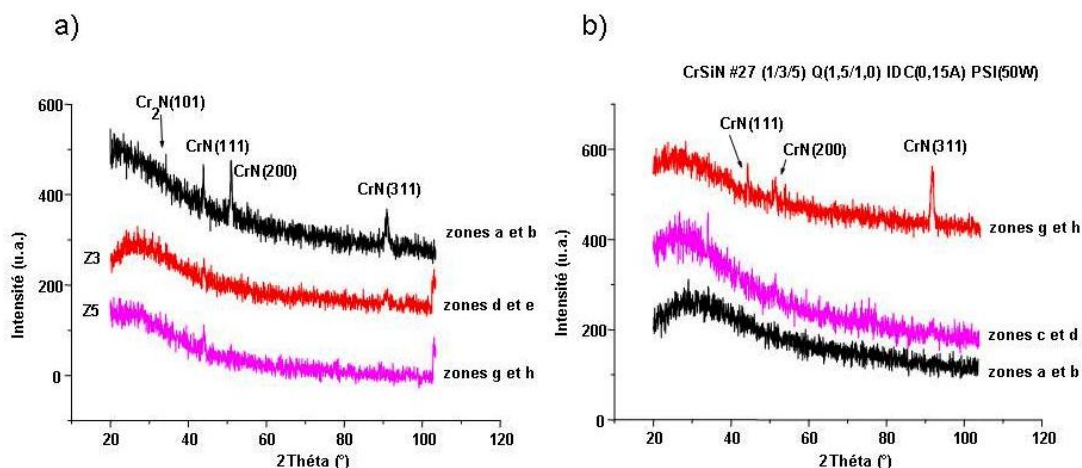 a)
600
400
200
0
Intensité (u.a.)
Cr2N(101)
CrN(111)
CrN(200)
CrN(311)
zones a et b
Z3
zones d et e
Z5
zones g et h
20 40 60 80 100 120
2Théta (°)
b)
CrSiN #27 (1/3/5) Q(1,5/1,0) IDC(0,15A) PSI(50W)
600
400
200
0
Intensité (u.a.)
CrN(111)
CrN(200)
CrN(311)
zones g et h
zones c et d
zones a et b
20 40 60 80 100 120
2Théta (°)